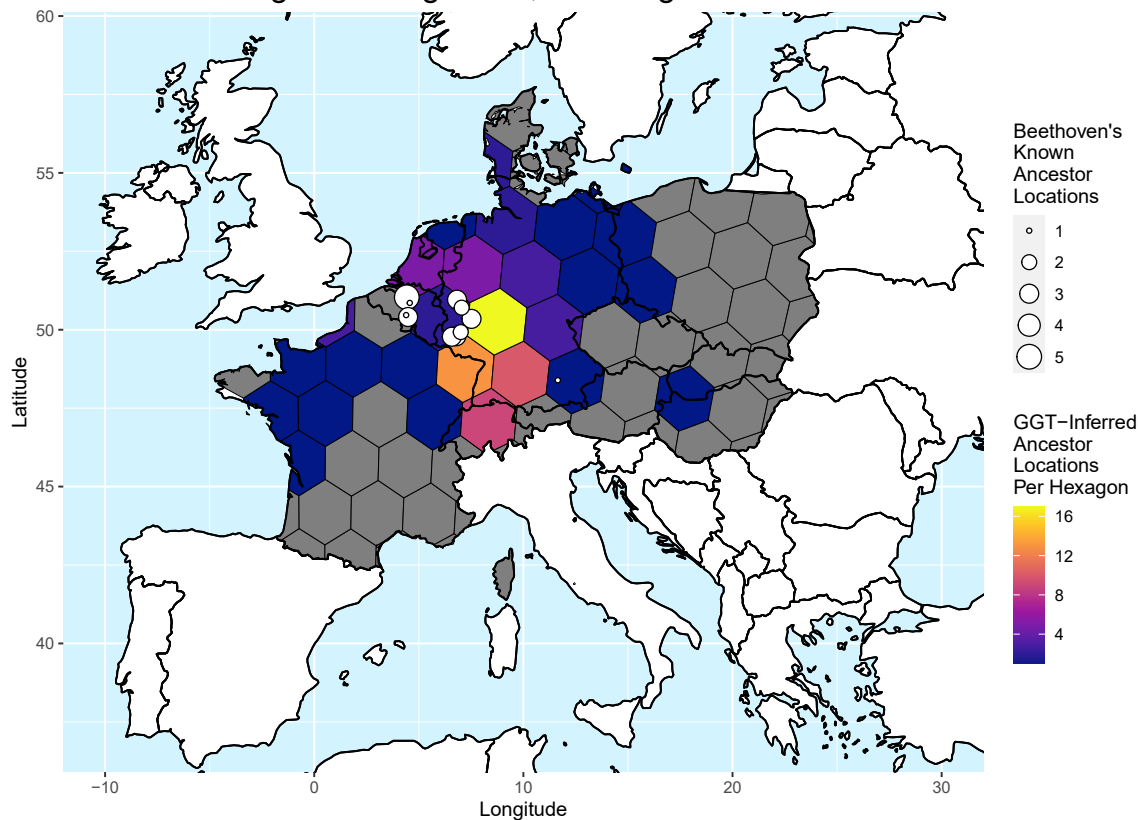 60
55
50
45
40
Latitude
−10
0
10
20
30
Longitude
Beethoven's
Known
Ancestor
Locations
1
2
3
4
5
GGT−Inferred
Ancestor
Locations
Per Hexagon
16
12
8
4